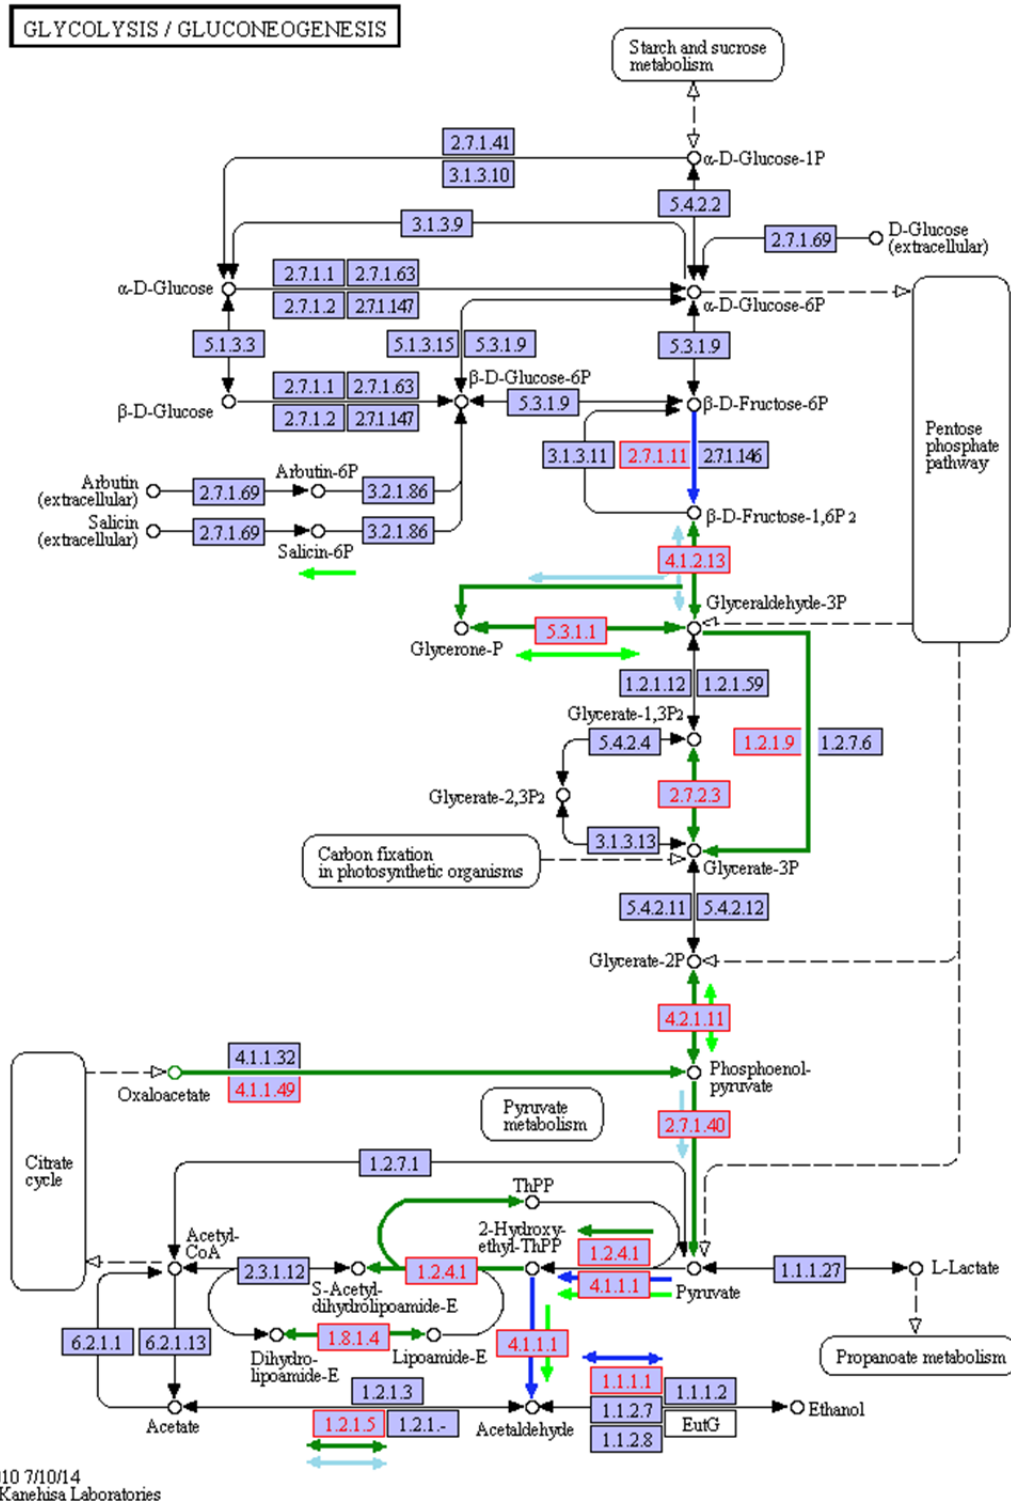 GLYCOLYSIS / GLUCONEOGENESIS
Starch and sucrose
metabolism
2.7.1.41
α-D-Glucose-1P
3.1.3.10
5.4.2.2
3.1.3.9
2.7.1.69
D-Glucose
(extracellular)
2.7.1.1
2.7.1.63
α-D-Glucose
2.7.1.2
2.7.1.147
α-D-Glucose-6P
5.1.3.3
5.1.3.15
5.3.1.9
5.3.1.9
2.7.1.1
2.7.1.63
β-D-Glucose-6P
β-D-Glucose
2.7.1.2
2.7.1.147
5.3.1.9
β-D-Fructose-6P
Pentose
phosphate
pathway
3.1.3.11
2.7.1.11
2.7.1.146
Arbutin
(extracellular)
2.7.1.69
Arbutin-6P
3.2.1.86
Salicin
(extracellular)
2.7.1.69
Salicin-6P
3.2.1.86
β-D-Fructose-1,6P2
4.1.2.13
Glyceraldehyde-3P
5.3.1.1
Glycerone-P
1.2.1.12
1.2.1.59
Glycerate-1,3P2
5.4.2.4
1.2.1.9
1.2.7.6
Glycerate-2,3P2
2.7.2.3
3.1.3.13
Carbon fixation
in photosynthetic organisms
Glycerate-3P
5.4.2.11
5.4.2.12
Glycerate-2P
4.2.1.11
4.1.1.32
Oxaloacetate
4.1.1.49
Phosphoenol-
pyruvate
Pyruvate
metabolism
2.7.1.40
Citrate
cycle
1.2.7.1
ThPP
Acetyl-
CoA
2-Hydroxy-
ethyl-ThPP
1.2.4.1
2.3.1.12
1.2.4.1
4.1.1.1
Pyruvate
1.1.1.27
L-Lactate
S-Acetyl-
dihydrolipoamide-E
6.2.1.1
6.2.1.13
1.8.1.4
Dihydro-
lipoamide-E
Lipoamide-E
4.1.1.1
Propanoate metabolism
1.2.1.3
1.1.1.1
1.1.1.2
Acetate
1.2.1.5
1.2.1.-
Acetaldehyde
1.1.2.7
EutG
Ethanol
1.1.2.8
10 7/10/14
Kanehisa Laboratories